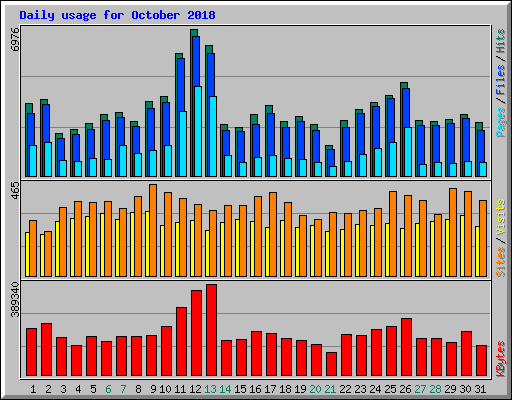 Daily usage for October 2018
6976
Pages / Files / Hits
465
Sites / Visits
389340
KBytes
1 2 3 4 5 6 7 8 9 10 11 12 13 14 15 16 17 18 19 20 21 22 23 24 25 26 27 28 29 30 31